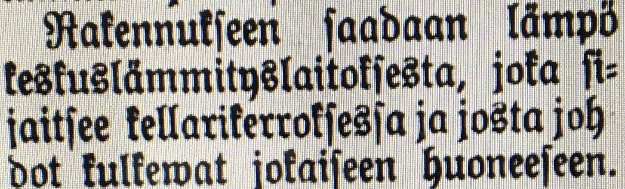 Rakennukseen saadaan lämpö
keskuslämmityslaitoksesta, joka si-
jaitsee kellarikerroksessa ja josta joh
dot kulkewat jokaiseen huoneeseen.